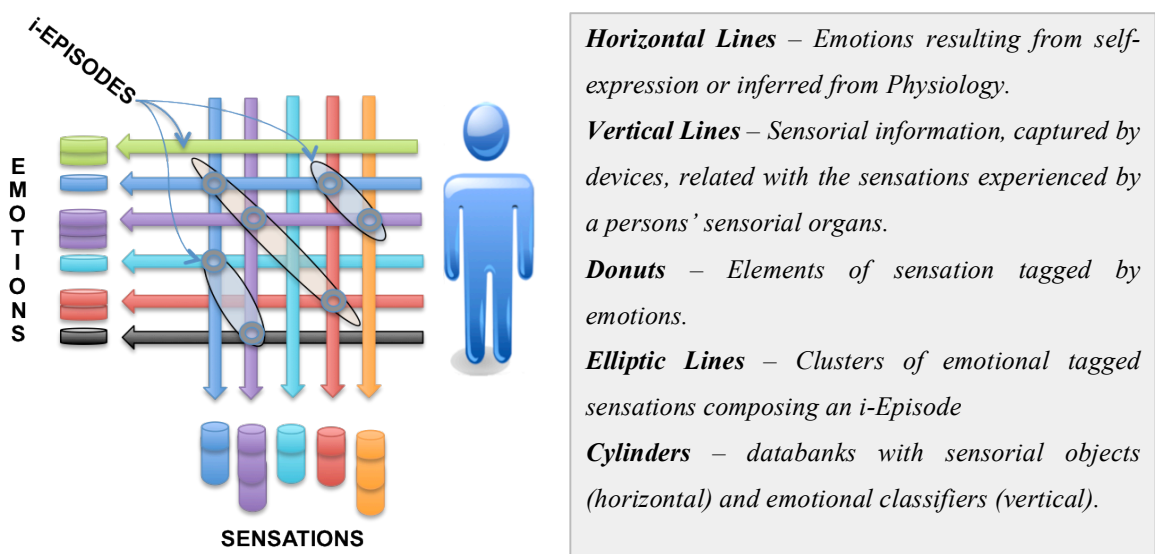 i-EPISODES
EMOTIONS
SENSATIONS
Horizontal Lines – Emotions resulting from self-
expression or inferred from Physiology.
Vertical Lines – Sensorial information, captured by
devices, related with the sensations experienced by
a persons’ sensorial organs.
Donuts – Elements of sensation tagged by
emotions.
Elliptic Lines – Clusters of emotional tagged
sensations composing an i-Episode
Cylinders – databanks with sensorial objects
(horizontal) and emotional classifiers (vertical).